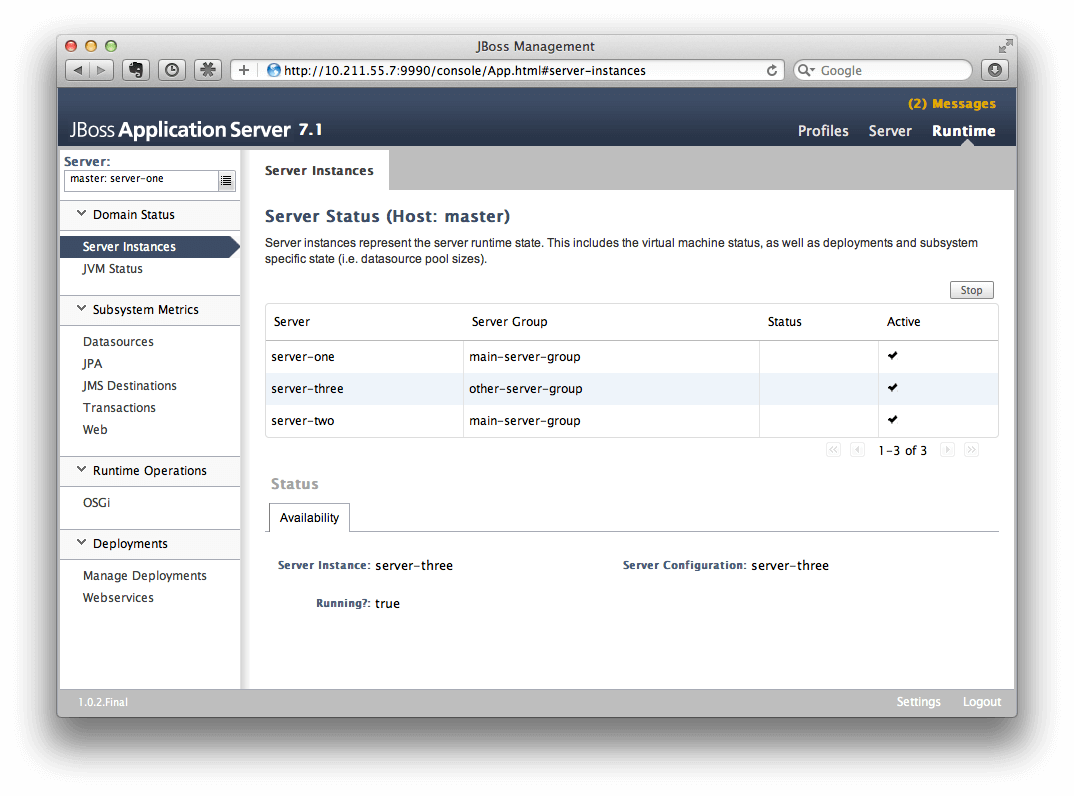 JBoss Management
http://10.211.55.7:9990/console/App.html#server-instances
Google
(2) Messages
JBoss Application Server 7.1
Profiles Server Runtime
Server:
master: server-one
Domain Status
Server Instances
JVM Status
Subsystem Metrics
Datasources
JPA
JMS Destinations
Transactions
Web
Runtime Operations
OSGi
Deployments
Manage Deployments
Webservices
Server Instances
Server Status (Host: master)
Server instances represent the server runtime state. This includes the virtual machine status, as well as deployments and subsystem
specific state (i.e. datasource pool sizes).
Stop
Server Server Group Status Active
server-one main-server-group
server-three other-server-group
server-two main-server-group
1-3 of 3
Status
Availability
Server Instance: server-three Server Configuration: server-three
Running?: true
1.0.2.Final
Settings Logout